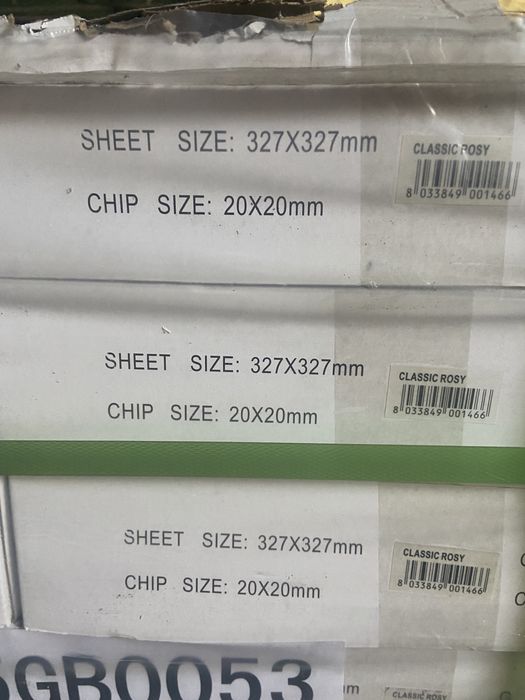 SHEET SIZE: 327X327mm
CLASSIC ROSY
8 033849 001466
CHIP SIZE: 20X20mm
SHEET SIZE: 327X327mm
CLASSIC ROSY
8 033849 001466
CHIP SIZE: 20X20mm
SHEET SIZE: 327X327mm
CLASSIC ROSY
8 033849 001466
CHIP SIZE: 20X20mm
GB0053
m
CLASSIC ROSY